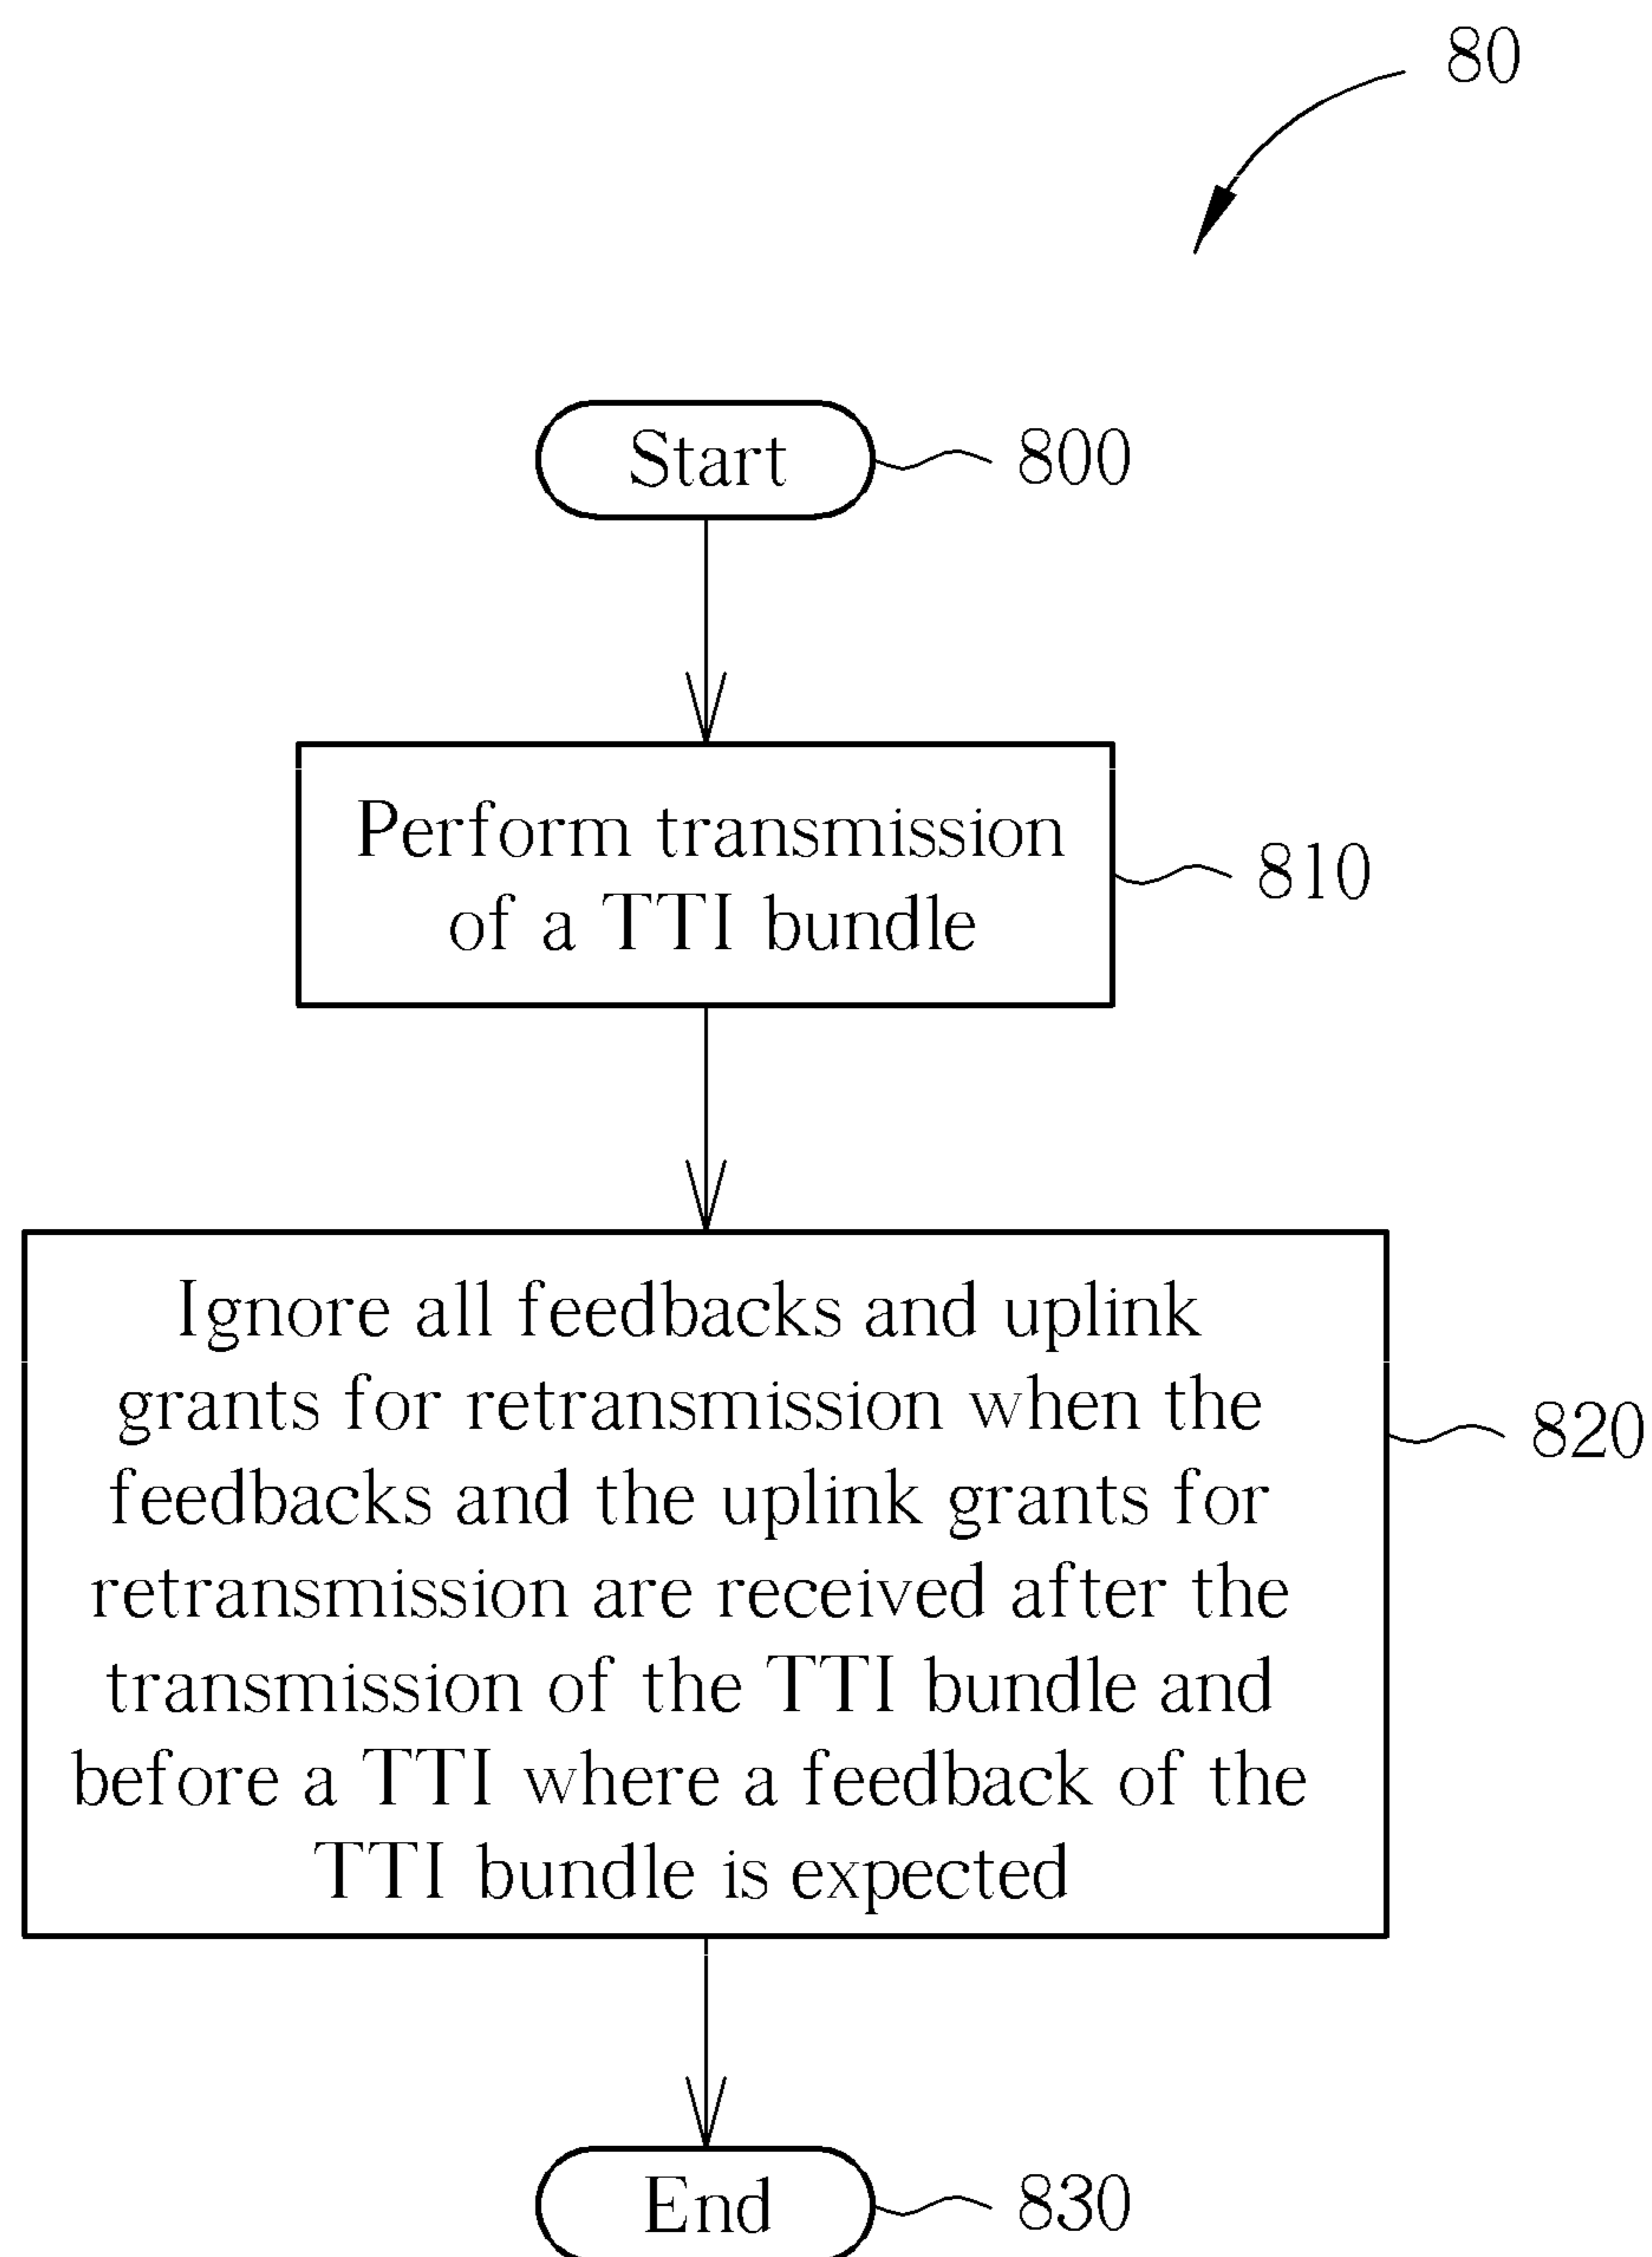 80
Start
800
Perform transmission
of a TTI bundle
810
Ignore all feedbacks and uplink
grants for retransmission when the
feedbacks and the uplink grants for
retransmission are received after the
transmission of the TTI bundle and
before a TTI where a feedback of the
TTI bundle is expected
820
End
830